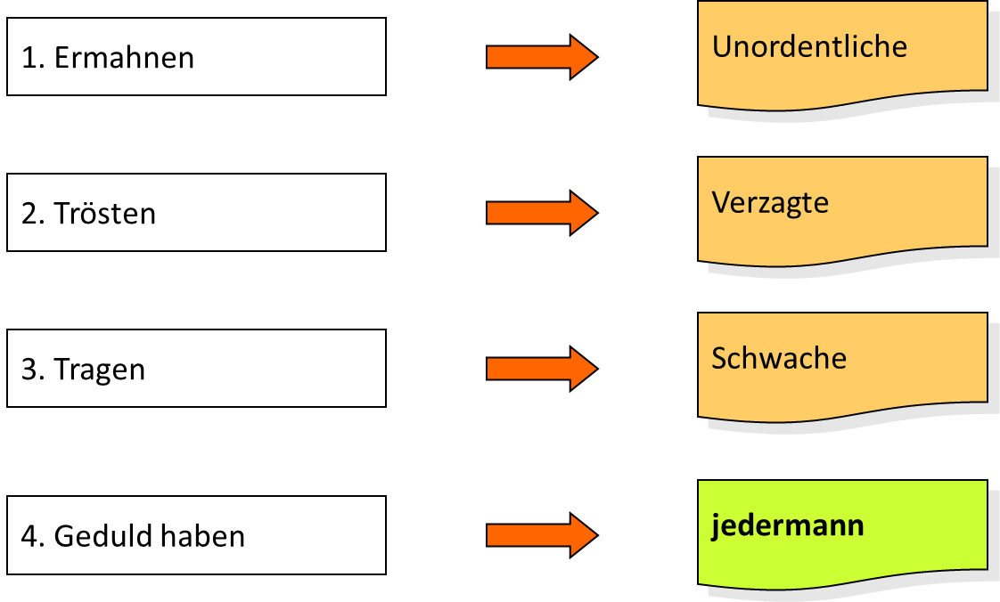 1. Ermahnen
Unordentliche
2. Trösten
Verzagte
3. Tragen
Schwache
4. Geduld haben
jedermann